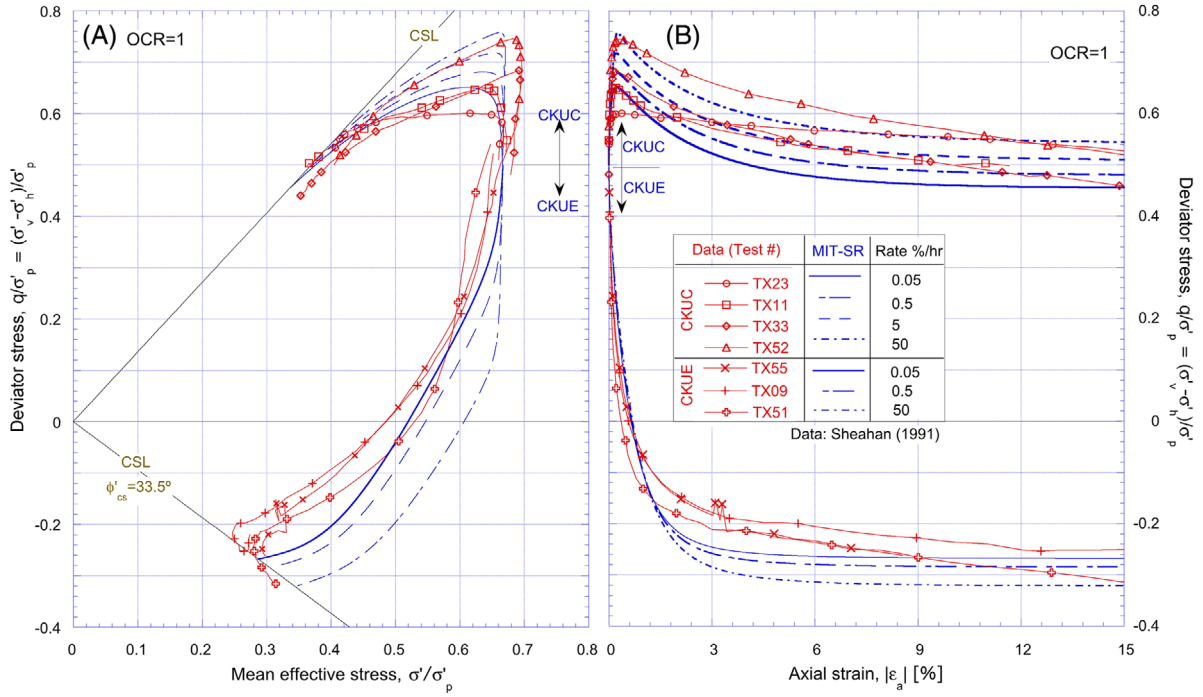 (A)
OCR=1
CSL
CKUC
CKUE
CSL
ϕ'cs=33.5º
Deviator stress, q/σ'p = (σ'v-σ'h)/σ'p
0.8
0.7
0.6
0.5
0.4
0.2
0
-0.2
-0.4
0
0.1
0.2
0.3
0.4
0.5
0.6
0.7
0.8
Mean effective stress, σ'/σ'p
(B)
OCR=1
CKUC
CKUE
Data (Test #) MIT-SR Rate %/hr
CKUC
TX23 0.05
TX11 0.5
TX33 5
TX52 50
CKUE
TX55 0.05
TX09 0.5
TX51 50
Data: Sheahan (1991)
0.8
0.6
0.4
0.2
0
-0.2
-0.4
Deviator stress, q/σ'p = (σ'v-σ'h)/σ'p
0
3
6
9
12
15
Axial strain, |εa| [%]